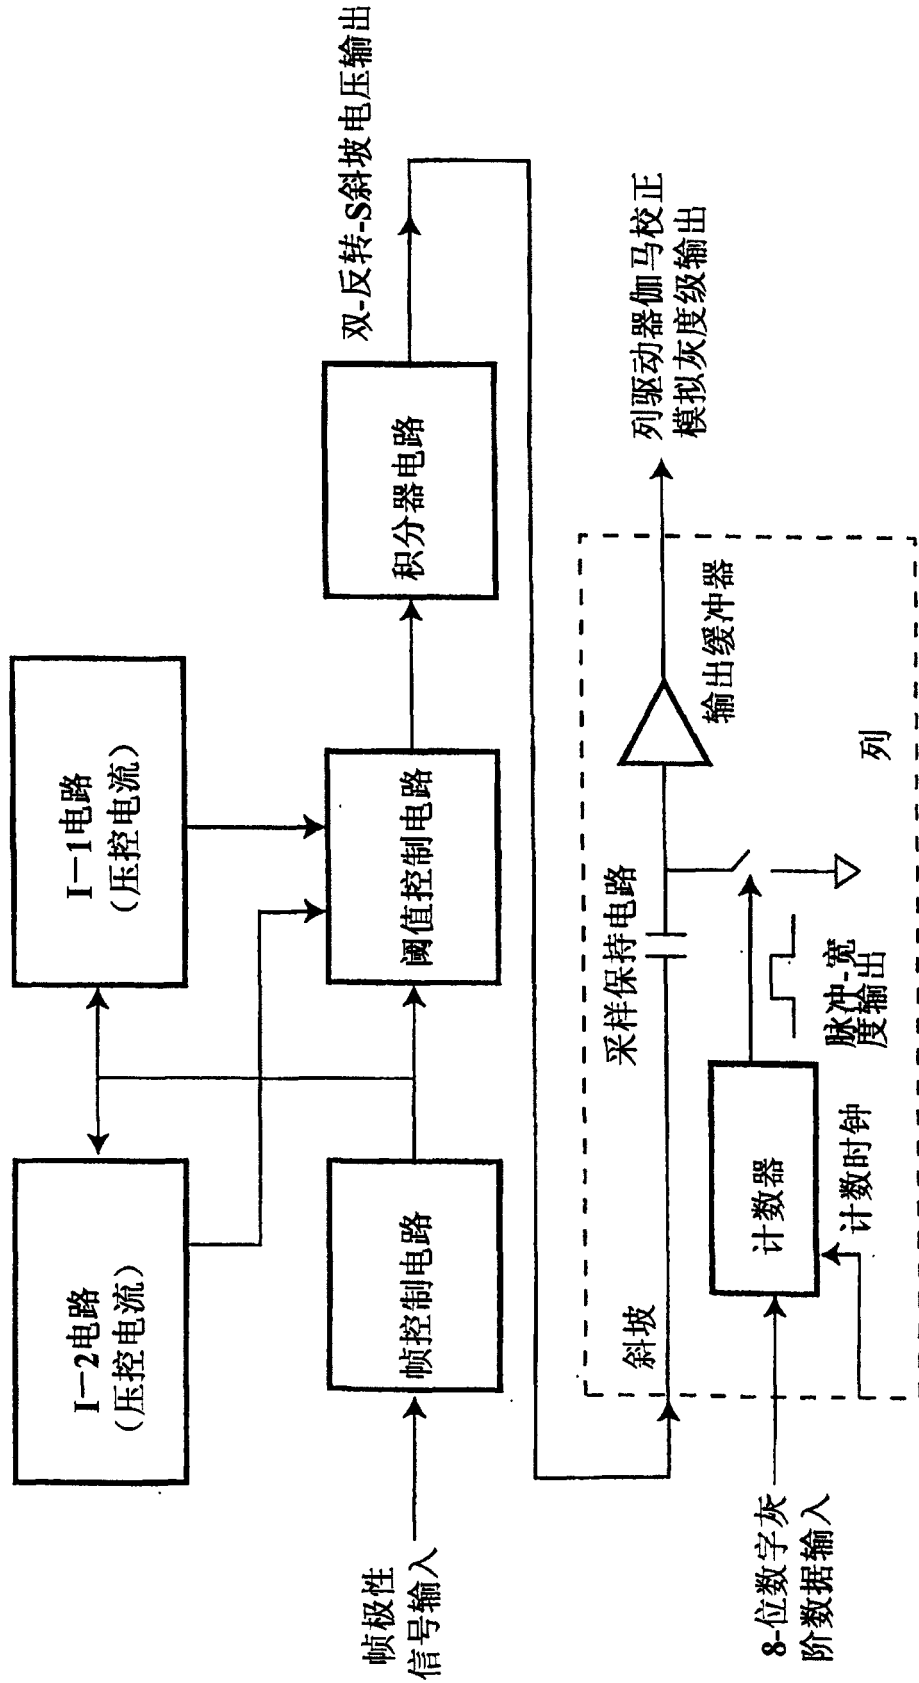 I－2电路
（压控电流）
I－1电路
（压控电流）
帧极性
信号输入
帧控制电路
阈值控制电路
积分器电路
双-反转-S斜坡电压输出
斜坡
采样保持电路
输出缓冲器
列驱动器伽马校正
模拟灰度级输出
8-位数字灰
阶数据输入
计数器
计数时钟
脉冲-宽
度输出
列